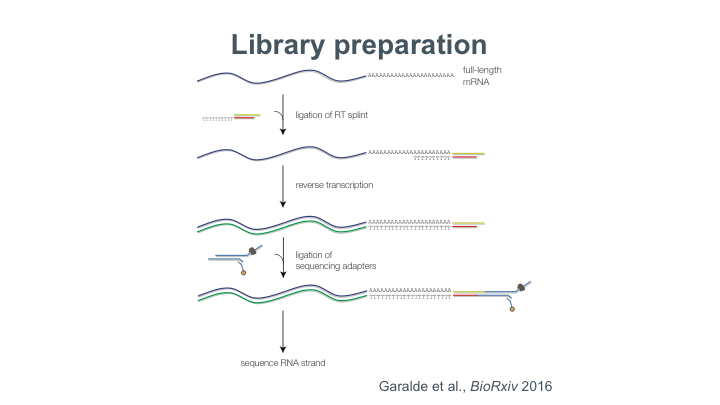 Library preparation
AAAAAAAAAAAAAAAAAAAAAA full-length
mRNA
TTTTTTTTTT
ligation of RT splint
AAAAAAAAAAAAAAAAAAAAAA
TTTTTTTTTT
reverse transcription
AAAAAAAAAAAAAAAAAAAAAA
TTTTTTTTTTTTTTTTTTTTTT
ligation of
sequencing adapters
AAAAAAAAAAAAAAAAAAAAAA
TTTTTTTTTTTTTTTTTTTTTT
sequence RNA strand
Garalde et al., BioRxiv 2016